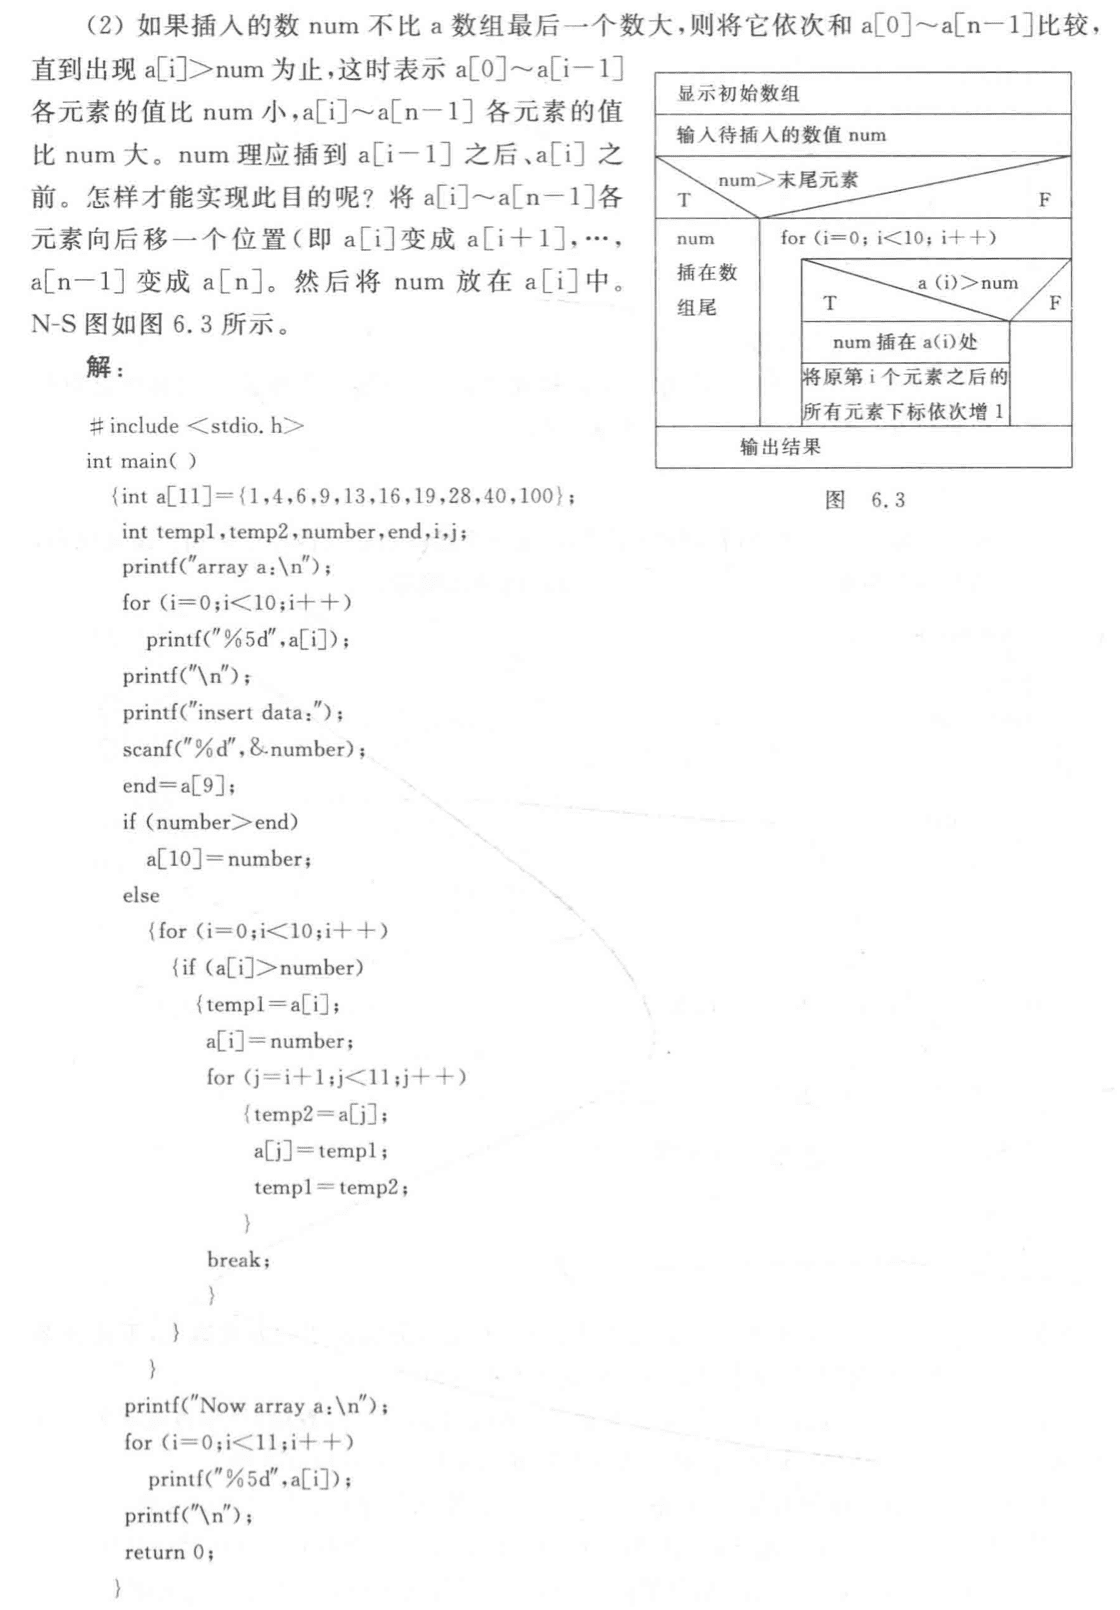 (2) 如果插入的数 num 不比 a 数组最后一个数大,则将它依次和 a[0]~a[n-1]比较,
直到出现 a[i]>num 为止,这时表示 a[0]~a[i-1]
各元素的值比 num 小,a[i]~a[n-1] 各元素的值
比 num 大。num 理应插到 a[i-1] 之后、a[i] 之
前。怎样才能实现此目的呢? 将 a[i]~a[n-1]各
元素向后移一个位置(即 a[i]变成 a[i+1],…,
a[n-1] 变成 a[n]。然后将 num 放在 a[i]中。
N-S 图如图 6.3 所示。
显示初始数组
输入待插入的数值 num
num>末尾元素
T
F
num
插在数
组尾
for (i=0; i<10; i++)
a (i)>num
T
F
num 插在 a(i)处
将原第 i 个元素之后的
所有元素下标依次增 1
输出结果
图 6.3
解:
#include <stdio.h>
int main( )
{int a[11]={1,4,6,9,13,16,19,28,40,100};
int temp1,temp2,number,end,i,j;
printf("array a:\n");
for (i=0;i<10;i++)
printf("%5d",a[i]);
printf("\n");
printf("insert data:");
scanf("%d",&number);
end=a[9];
if (number>end)
a[10]=number;
else
{for (i=0;i<10;i++)
{if (a[i]>number)
{temp1=a[i];
a[i]=number;
for (j=i+1;j<11;j++)
{temp2=a[j];
a[j]=temp1;
temp1=temp2;
}
break;
}
}
}
printf("Now array a:\n");
for (i=0;i<11;i++)
printf("%5d",a[i]);
printf("\n");
return 0;
}